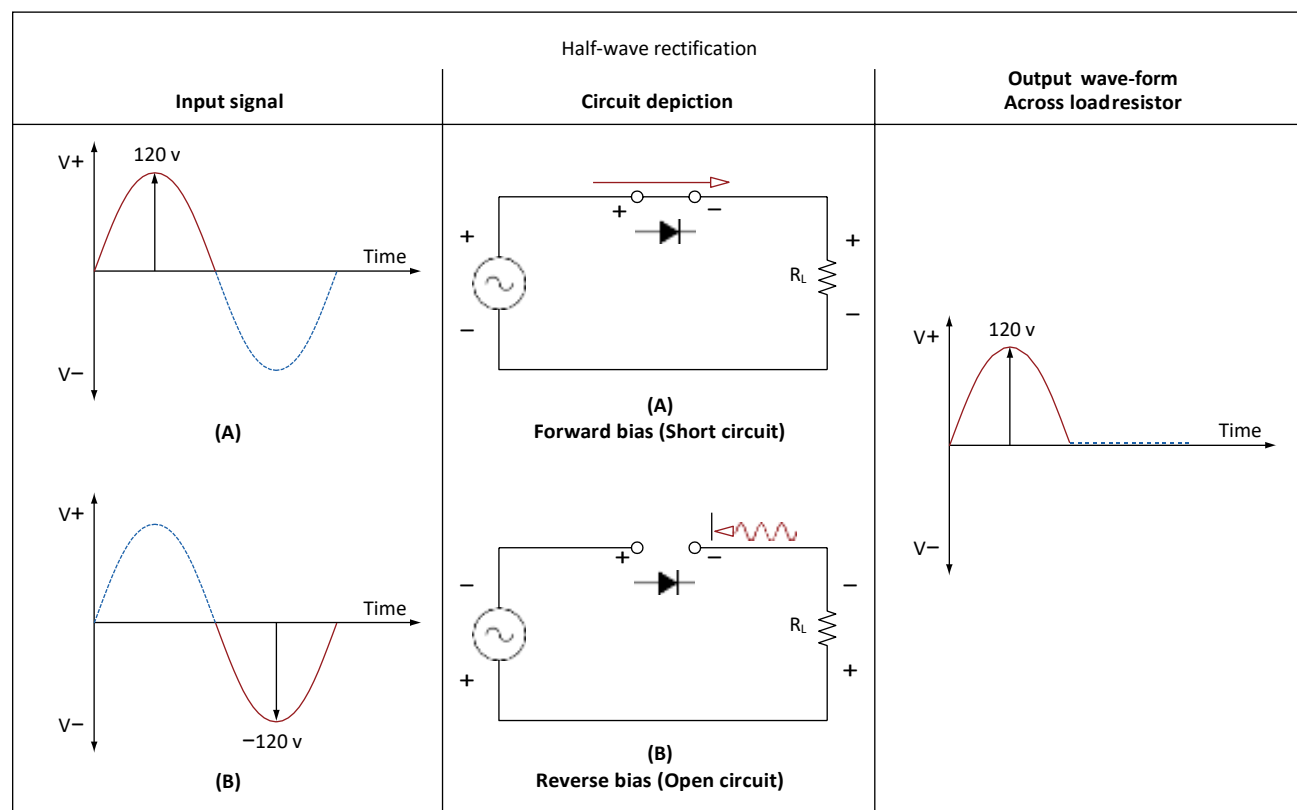 Half-wave rectification
Input signal
Circuit depiction
Output wave-form
Across loadresistor
V+
120 v
Time
V−
(A)
+
−
+
−
RL
+
−
(A)
Forward bias (Short circuit)
V+
120 v
Time
V−
V+
Time
V−
−120 v
(B)
−
+
+
−
RL
−
+
(B)
Reverse bias (Open circuit)